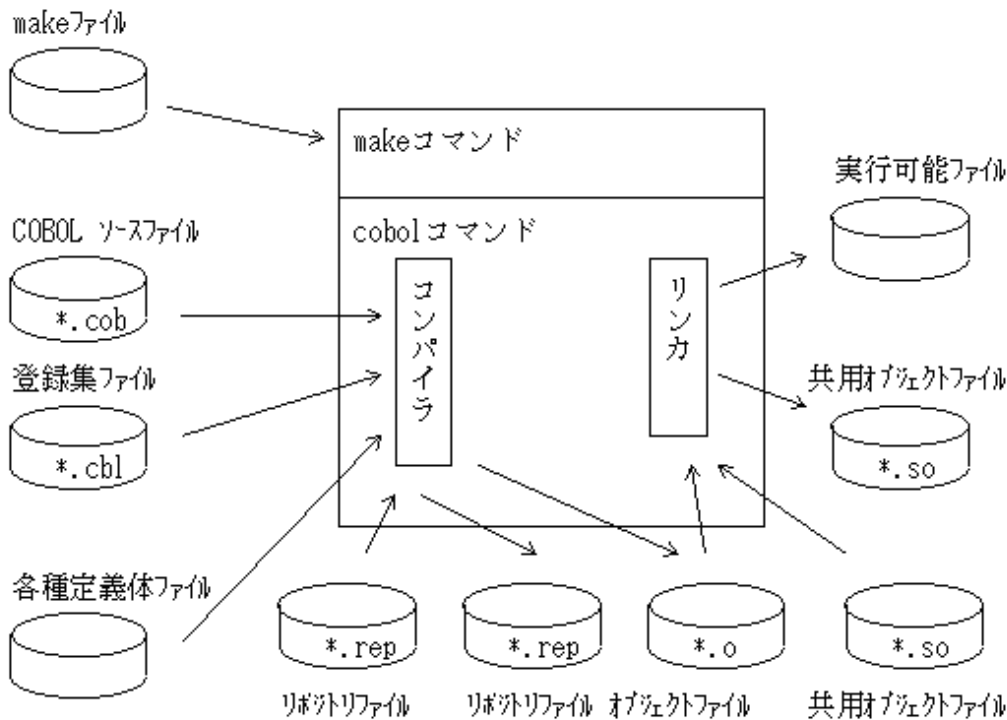 makeファイル
makeコマンド
実行可能ファイル
COBOL ソースファイル
cobolコマンド
*.cob
コンパイラ
リンカ
登録集ファイル
共用オブジェクトファイル
*.cbl
*.so
各種定義体ファイル
*.rep
*.rep
*.o
*.so
リポジトリファイル
リポジトリファイル
オブジェクトファイル
共用オブジェクトファイル